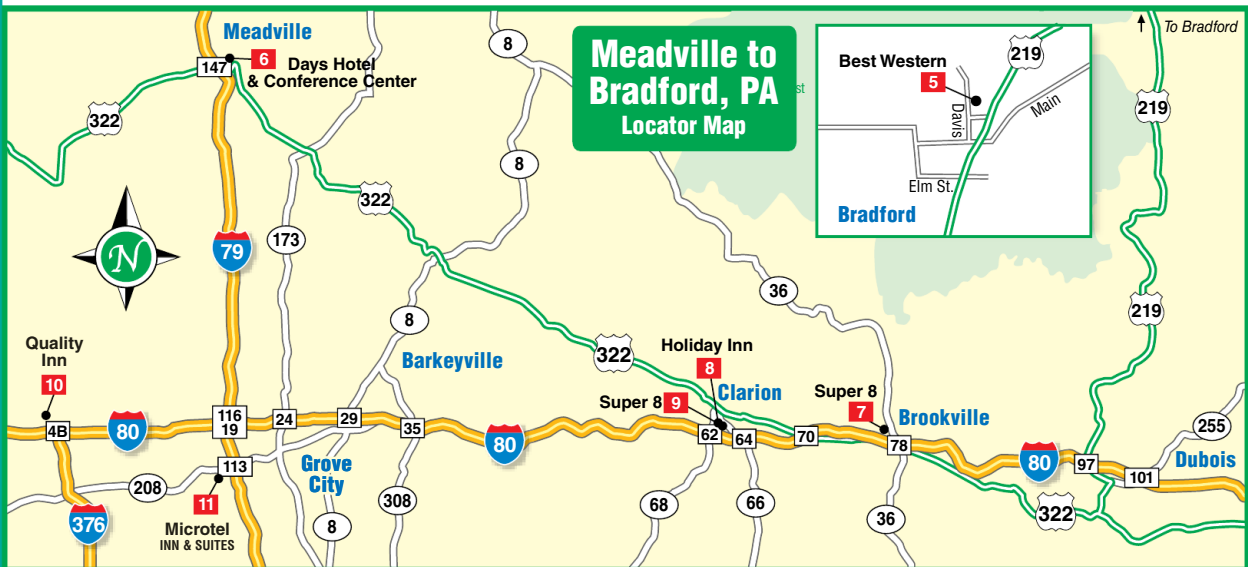 Meadville to
Bradford, PA
Locator Map
To Bradford
Meadville
147
6
Days Hotel
& Conference Center
8
st
219
Best Western
5
Davis
Main
Elm St.
Bradford
219
322
8
322
N
79
173
36
219
8
Quality
Inn
10
322
Holiday Inn
8
Barkeyville
Clarion
Super 8
9
Super 8
7
Brookville
4B
80
116
19
24
29
35
80
62
64
70
78
80
97
101
255
Dubois
113
Grove
City
208
11
308
68
66
36
322
376
Microtel
INN & SUITES
8